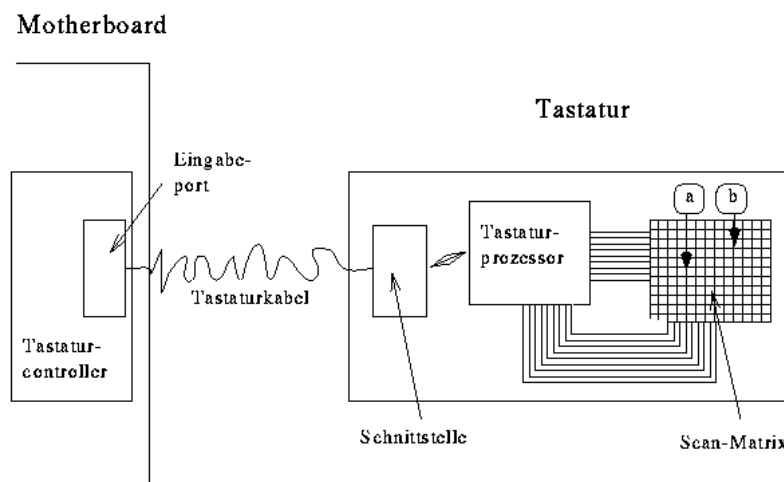 Motherboard
Tastatur
Eingabe-
port
a b
Tastatur-
prozessor
Tastaturkabel
Tastatur-
controller
Schnittstelle
Scan-Matrix